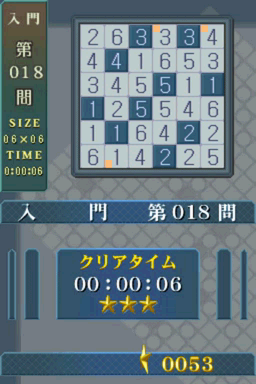 入門
第
018
問
SIZE
06×06
TIME
0:00:06
2 6 3 3 3 4
4 4 1 6 5 3
3 4 5 5 1 1
1 2 5 5 4 6
1 1 6 4 2 2
6 1 4 2 2 5
入門 第018問
クリアタイム
00:00:06
0053